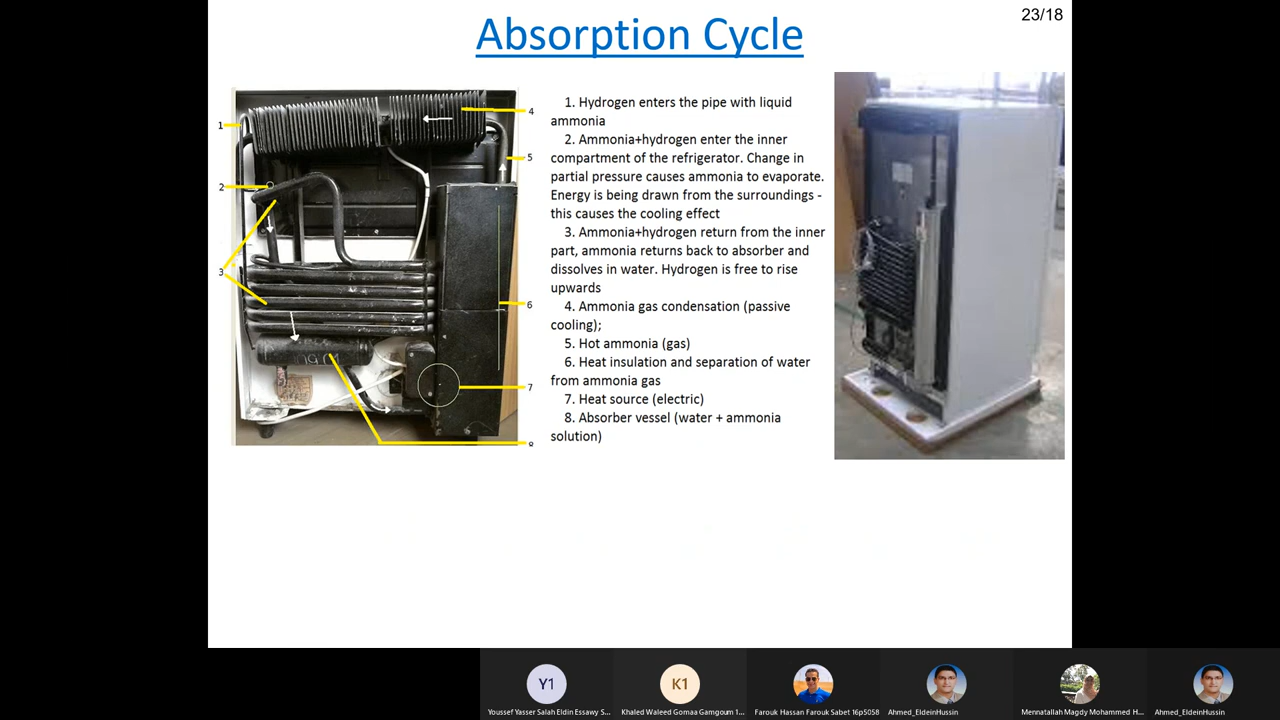 23/18
Absorption Cycle
1
2
3
4
5
6
7
8
1. Hydrogen enters the pipe with liquid
ammonia
2. Ammonia+hydrogen enter the inner
compartment of the refrigerator. Change in
partial pressure causes ammonia to evaporate.
Energy is being drawn from the surroundings -
this causes the cooling effect
3. Ammonia+hydrogen return from the inner
part, ammonia returns back to absorber and
dissolves in water. Hydrogen is free to rise
upwards
4. Ammonia gas condensation (passive
cooling);
5. Hot ammonia (gas)
6. Heat insulation and separation of water
from ammonia gas
7. Heat source (electric)
8. Absorber vessel (water + ammonia
solution)
Y1
K1
Youssef Yasser Salah Eldin Essawy S...
Khaled Waleed Gomaa Gamgoum 1...
Farouk Hassan Farouk Sabet 16p5058
Ahmed_EldeinHussin
Mennatallah Magdy Mohammed H...
Ahmed_EldeinHussin